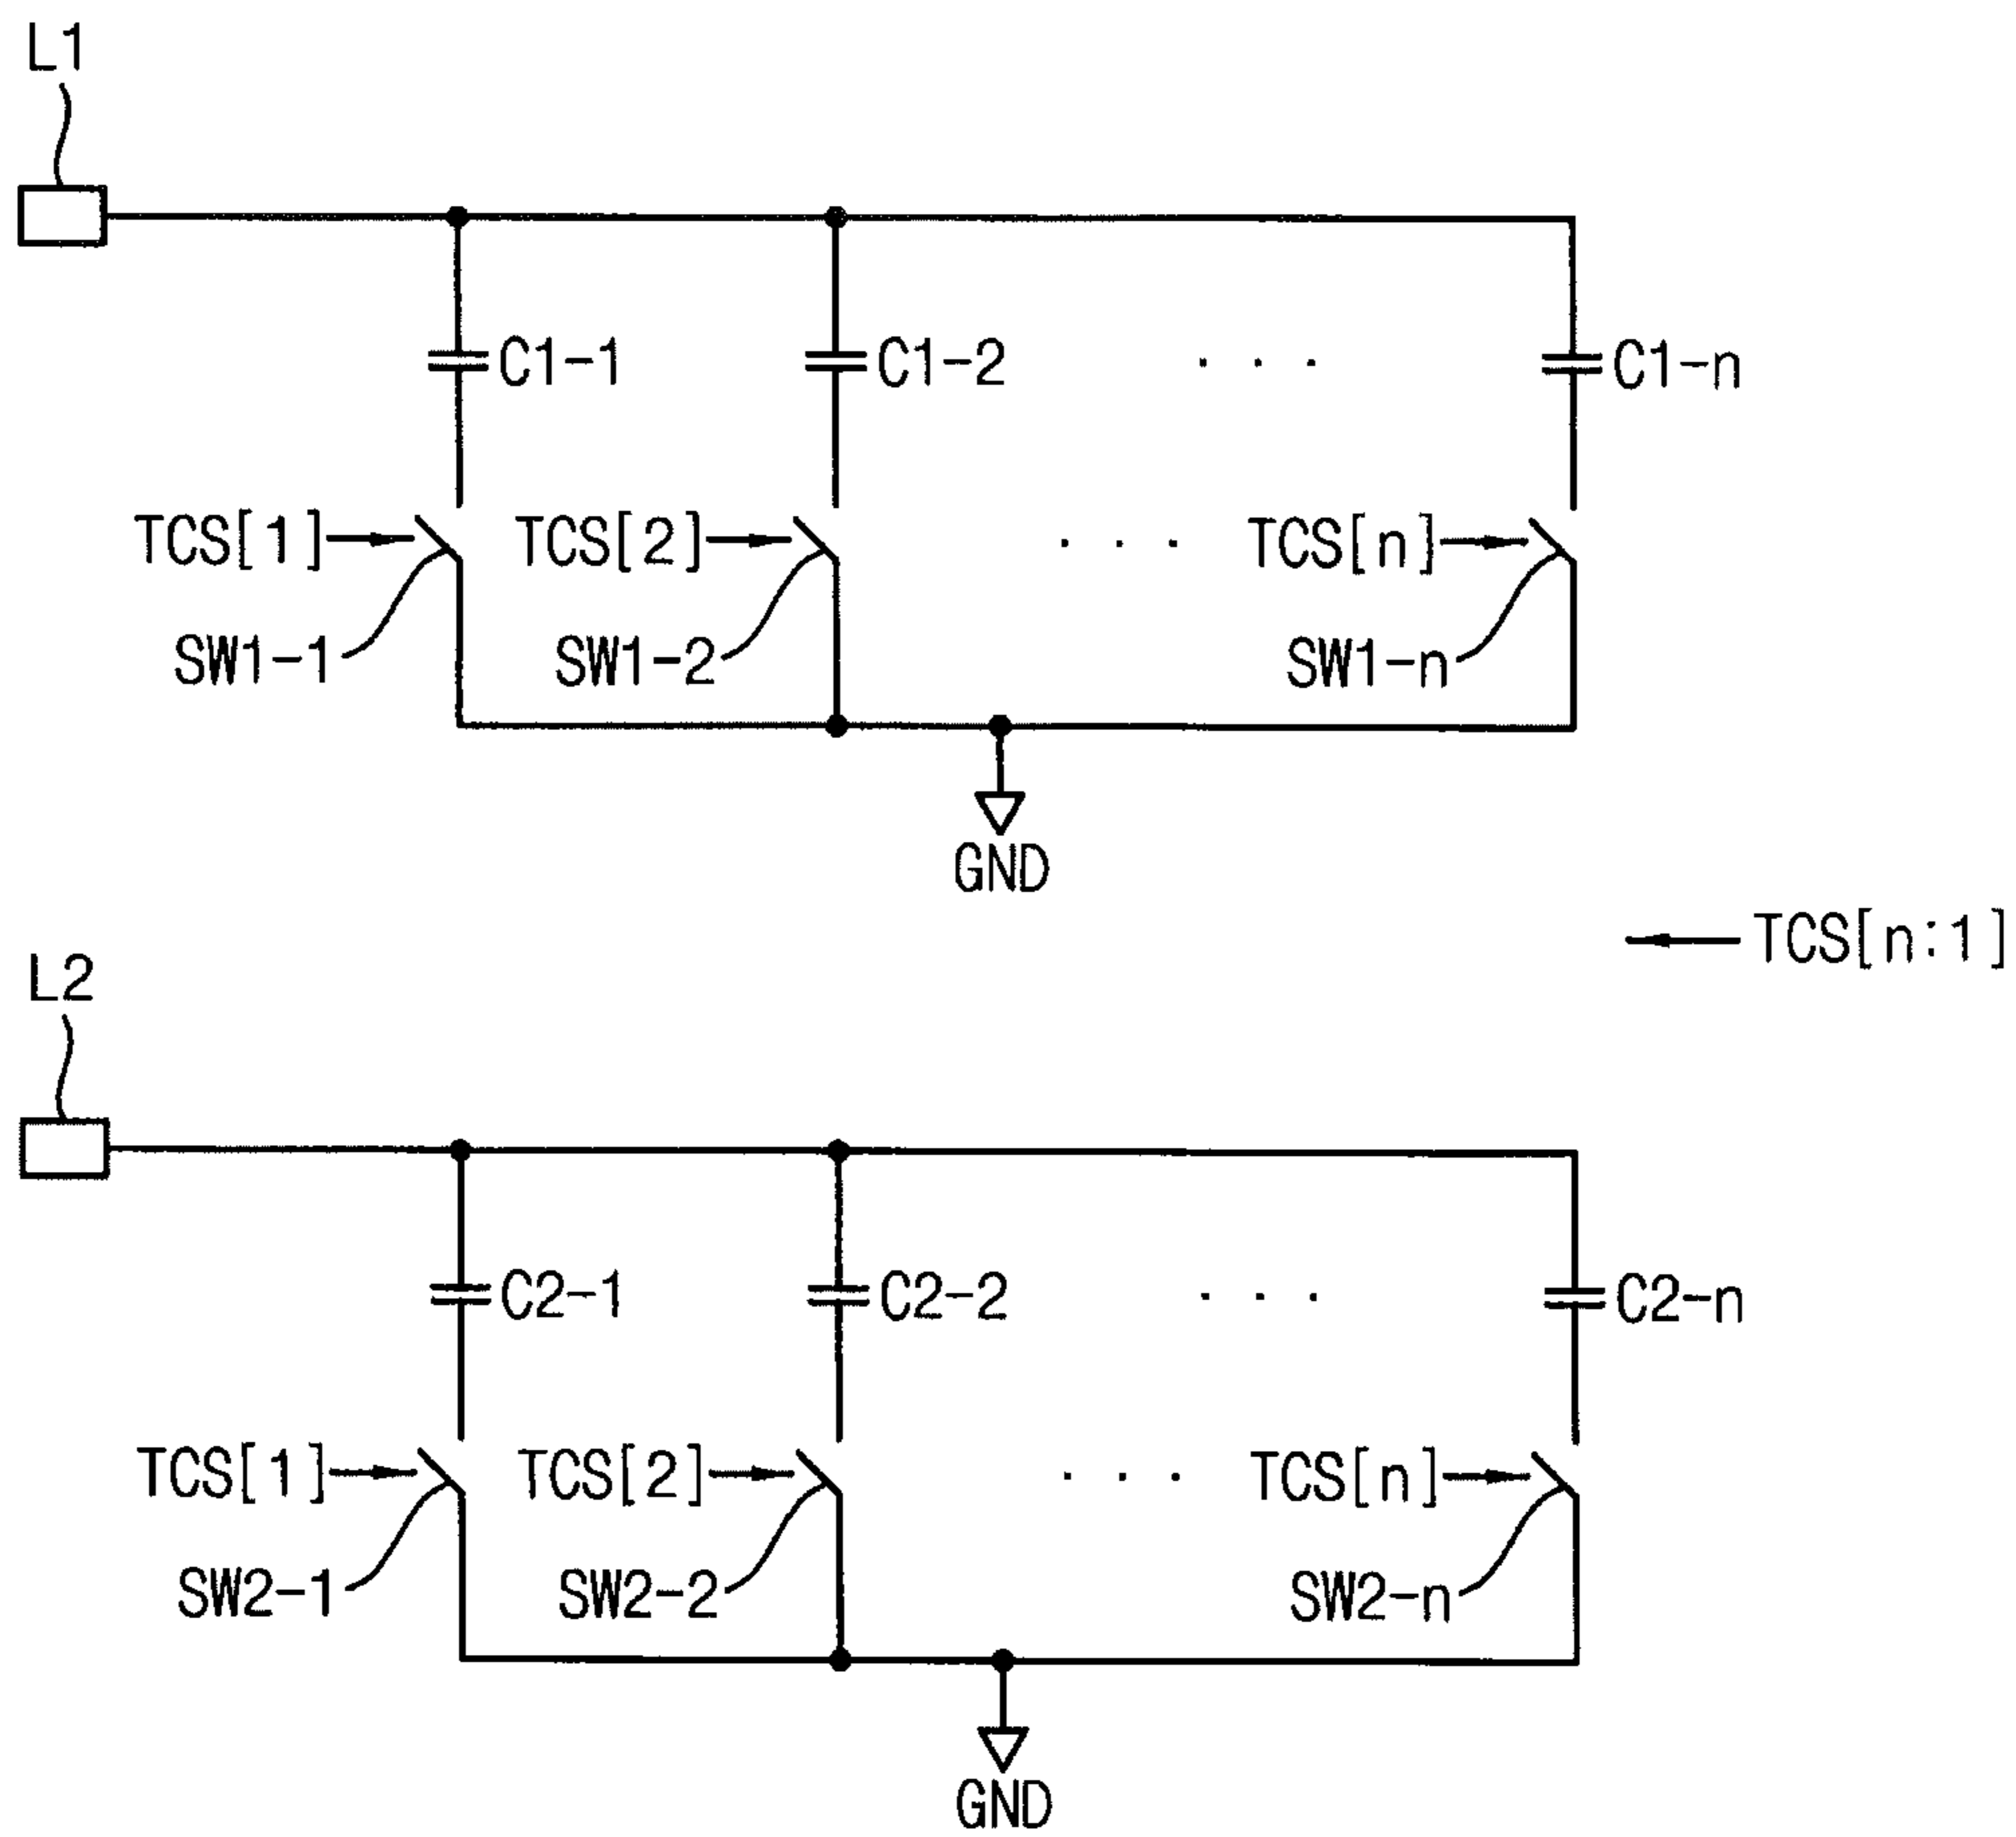 L1
C1-1 C1-2 . . . C1-n
TCS[1] TCS[2] . . . TCS[n]
SW1-1 SW1-2 SW1-n
GND
TCS[n:1]
L2
C2-1 C2-2 . . . C2-n
TCS[1] TCS[2] . . . TCS[n]
SW2-1 SW2-2 SW2-n
GND